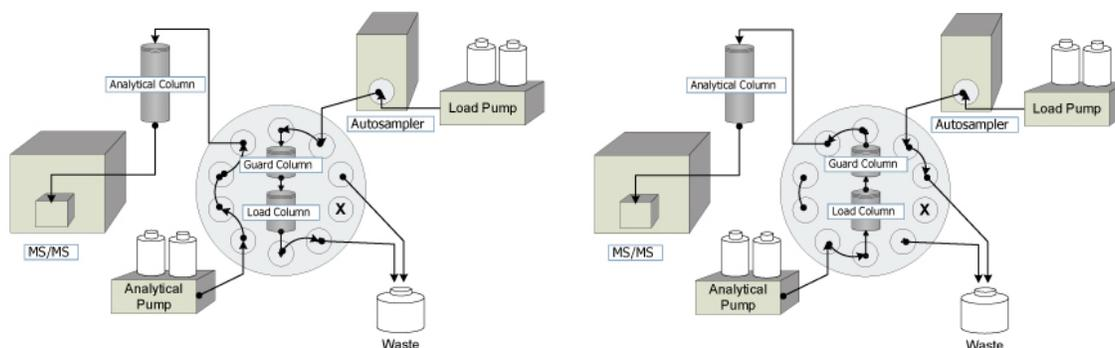 Analytical Column
Load Pump
Autosampler
Guard Column
Load Column
X
MS/MS
Analytical
Pump
Waste
Analytical Column
Load Pump
Autosampler
Guard Column
Load Column
X
MS/MS
Analytical
Pump
Waste